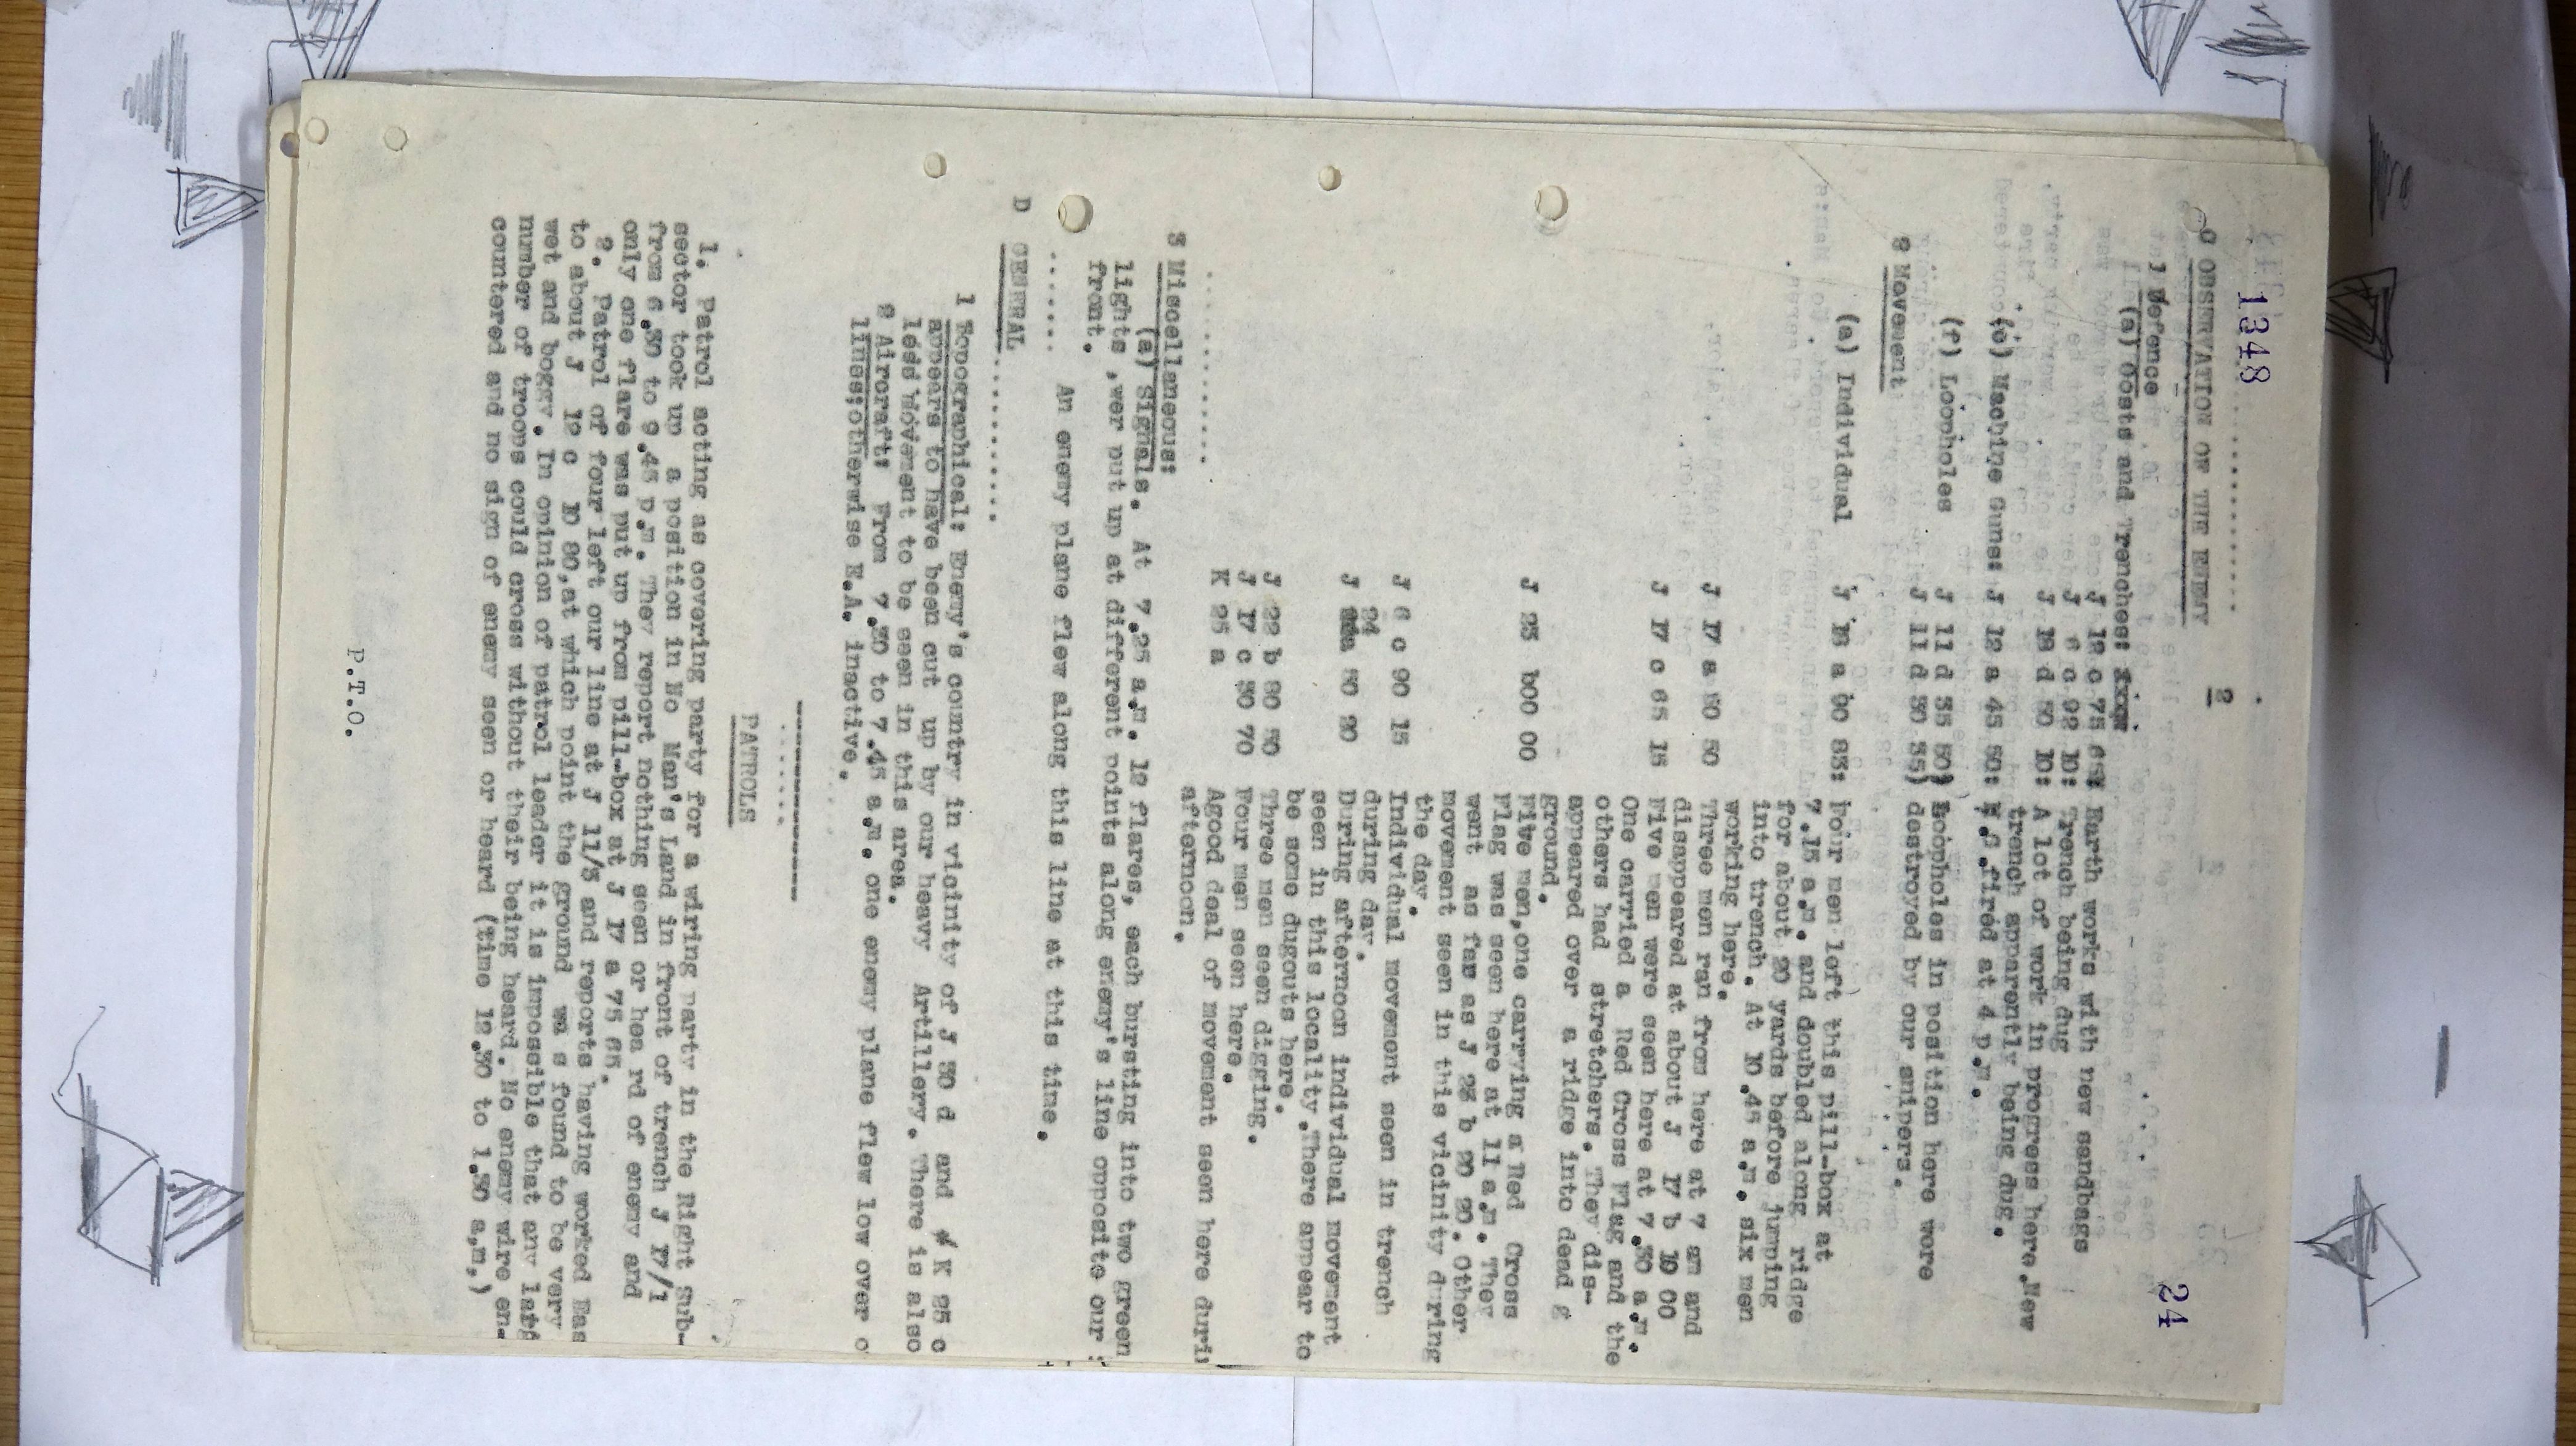 1348
24
2
C OBSERVATION OF THE ENEMY
1 Defence
(a) Posts and Trenches:
J 12 c 75 65: Earth works with new sandbags
J 6 c 92 10: Trench being dug
J 18 d 50 10: A lot of work in progress here.New
trench apparently being dug.
(c) Machine Guns: J 12 a 45 50: M.G.fired at 4 p.m.
(f) Loopholes J 11 d 35 50) Loopholes in position here were
J 11 d 30 35) destroyed by our snipers.
2 Movement
(a) Individual J 18 a 90 83: Four men left this pill-box at
7.15 a.m. and doubled along ridge
for about 20 yards before jumping
into trench. At 10.45 a.m. six men
working here.
J 17 a 80 50 Three men ran from here at 7 am and
disappeared at about J 17 b 10 00
J 17 c 65 15 Five men were seen here at 7.30 a.m.
One carried a Red Cross Flag and the
others had stretchers. They dis-
appeared over a ridge into dead g
ground.
J 23 b00 00 Five men,one carrying a Red Cross
Flag was seen here at 11 a.m. They
went as far as J 23 b 20 20. Other
movement seen in this vicinity during
the day.
J 6 c 90 15 Individual movement seen in trench
during day.
24
J a 50 20 During afternoon individual movement
seen in this locality.There appear to
be some dugouts here.
J 22 b 80 50 Three men seen digging.
J 17 c 30 70 Four men seen here.
K 25 a Agood deal of movement seen here durin
afternoon.
3 Miscellaneous:
(a) Signals. At 7.25 a.m. 12 flares, each bursting into two green
lights ,wer put up at different points along enemy's line opposite our
front.
....... An enemy plane flew along this line at this time.
D GENERAL
1 Topographical: Enemy's country in vicinity of J 30 d and K 25 c
appears to have been cut up by our heavy Artillery. There is also
less movement to be seen in this area.
2 Aircraft: From 7.30 to 7.45 a.m. one enemy plane flew low over o
lines;otherwise E.A. inactive.
PATROLS
1. Patrol acting as covering party for a wiring party in the Right Sub-
sector took up a position in No Man's Land in front of trench J 17/1
from 6.30 to 9.45 p.m. They report nothing seen or hea rd of enemy and
only one flare was put up from pill-box at J 17 a 75 65.
2. Patrol of four left our line at J 11/3 and reports having worked Eas
to about J 12 c 10 80,at which point the ground wa s found to be very
wet and boggy. In opinion of patrol leader it is impossible that any larg
number of troops could cross without their being heard. No enemy wire en-
countered and no sign of enemy seen or heard (time 12.30 to 1.30 a,m,)
P.T.O.